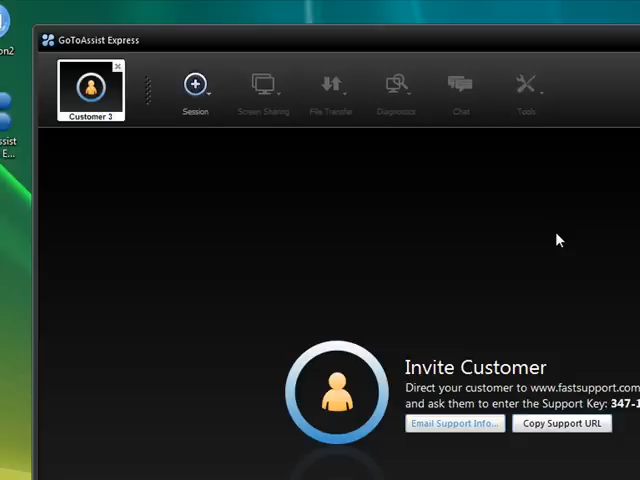 GoToAssist Express
on2
Customer 3
Session
Screen Sharing
File Transfer
Diagnostics
Chat
Tools
ssist
E...
Invite Customer
Direct your customer to www.fastsupport.com
and ask them to enter the Support Key: 347-1
Email Support Info...
Copy Support URL